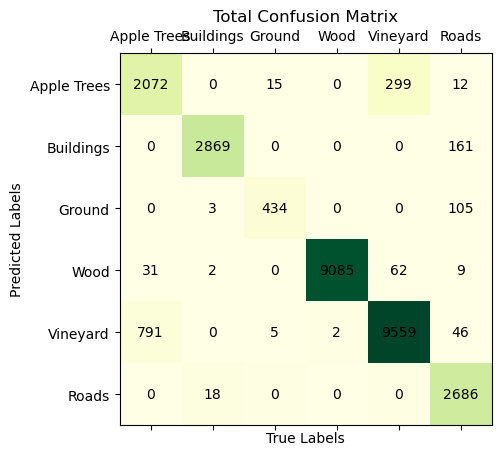 Total Confusion Matrix
Apple Trees Buildings Ground Wood Vineyard Roads
Apple Trees 2072 0 15 0 299 12
Buildings 0 2869 0 0 0 161
Ground 0 3 434 0 0 105
Wood 31 2 0 9085 62 9
Vineyard 791 0 5 2 9559 46
Roads 0 18 0 0 0 2686
Predicted Labels
True Labels